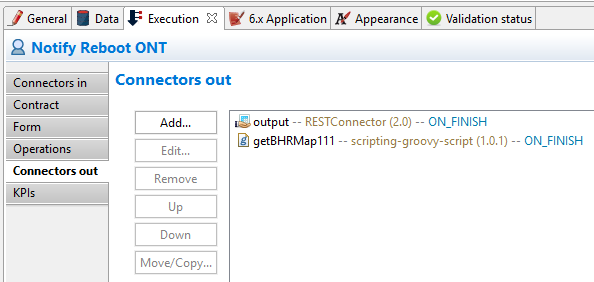 General Data Execution 6.x Application Appearance Validation status
Notify Reboot ONT
Connectors in
Contract
Form
Operations
Connectors out
KPIs
Connectors out
Add...
Edit...
Remove
Up
Down
Move/Copy...
output -- RESTConnector (2.0) -- ON_FINISH
getBHRMap111 -- scripting-groovy-script (1.0.1) -- ON_FINISH